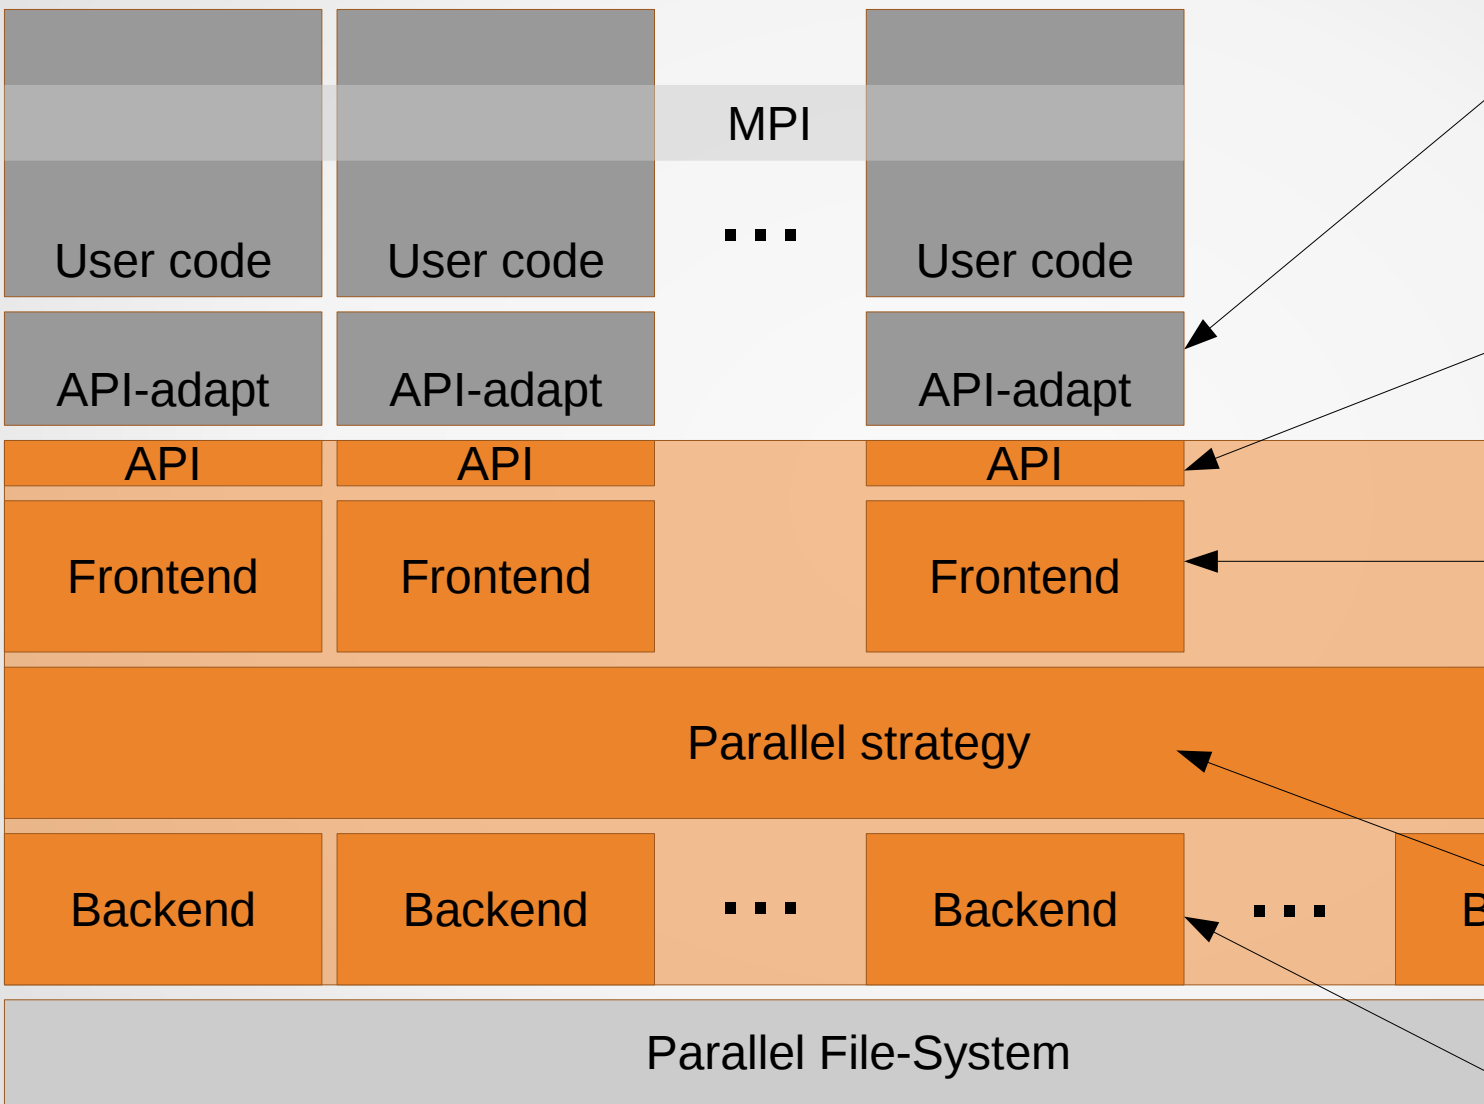 MPI
...
User code User code User code
API-adapt API-adapt API-adapt
API API API
Frontend Frontend Frontend
Parallel strategy
Backend Backend ... Backend ...
Parallel File-System